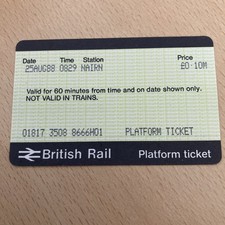 Date Time Station Price
25AUG88 0829 NAIRN £0·10M
Valid for 60 minutes from time and on date shown only.
NOT VALID IN TRAINS.
01817 3508 8666H01 PLATFORM TICKET
British Rail Platform ticket